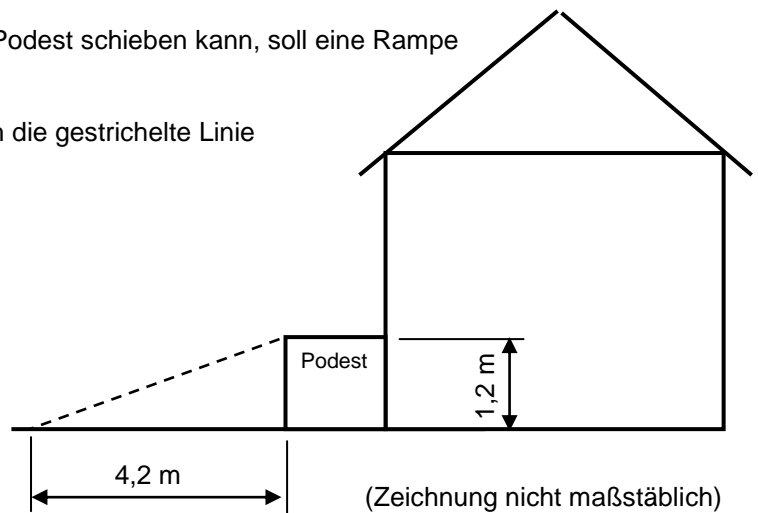 Podest schieben kann, soll eine Rampe
die gestrichelte Linie
Podest
1,2 m
4,2 m
(Zeichnung nicht maßstäblich)